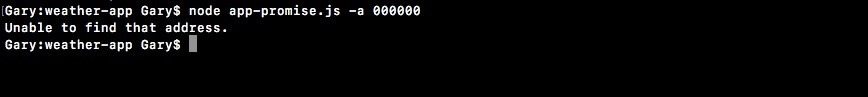 Gary:weather-app Gary$ node app-promise.js -a 000000
Unable to find that address.
Gary:weather-app Gary$